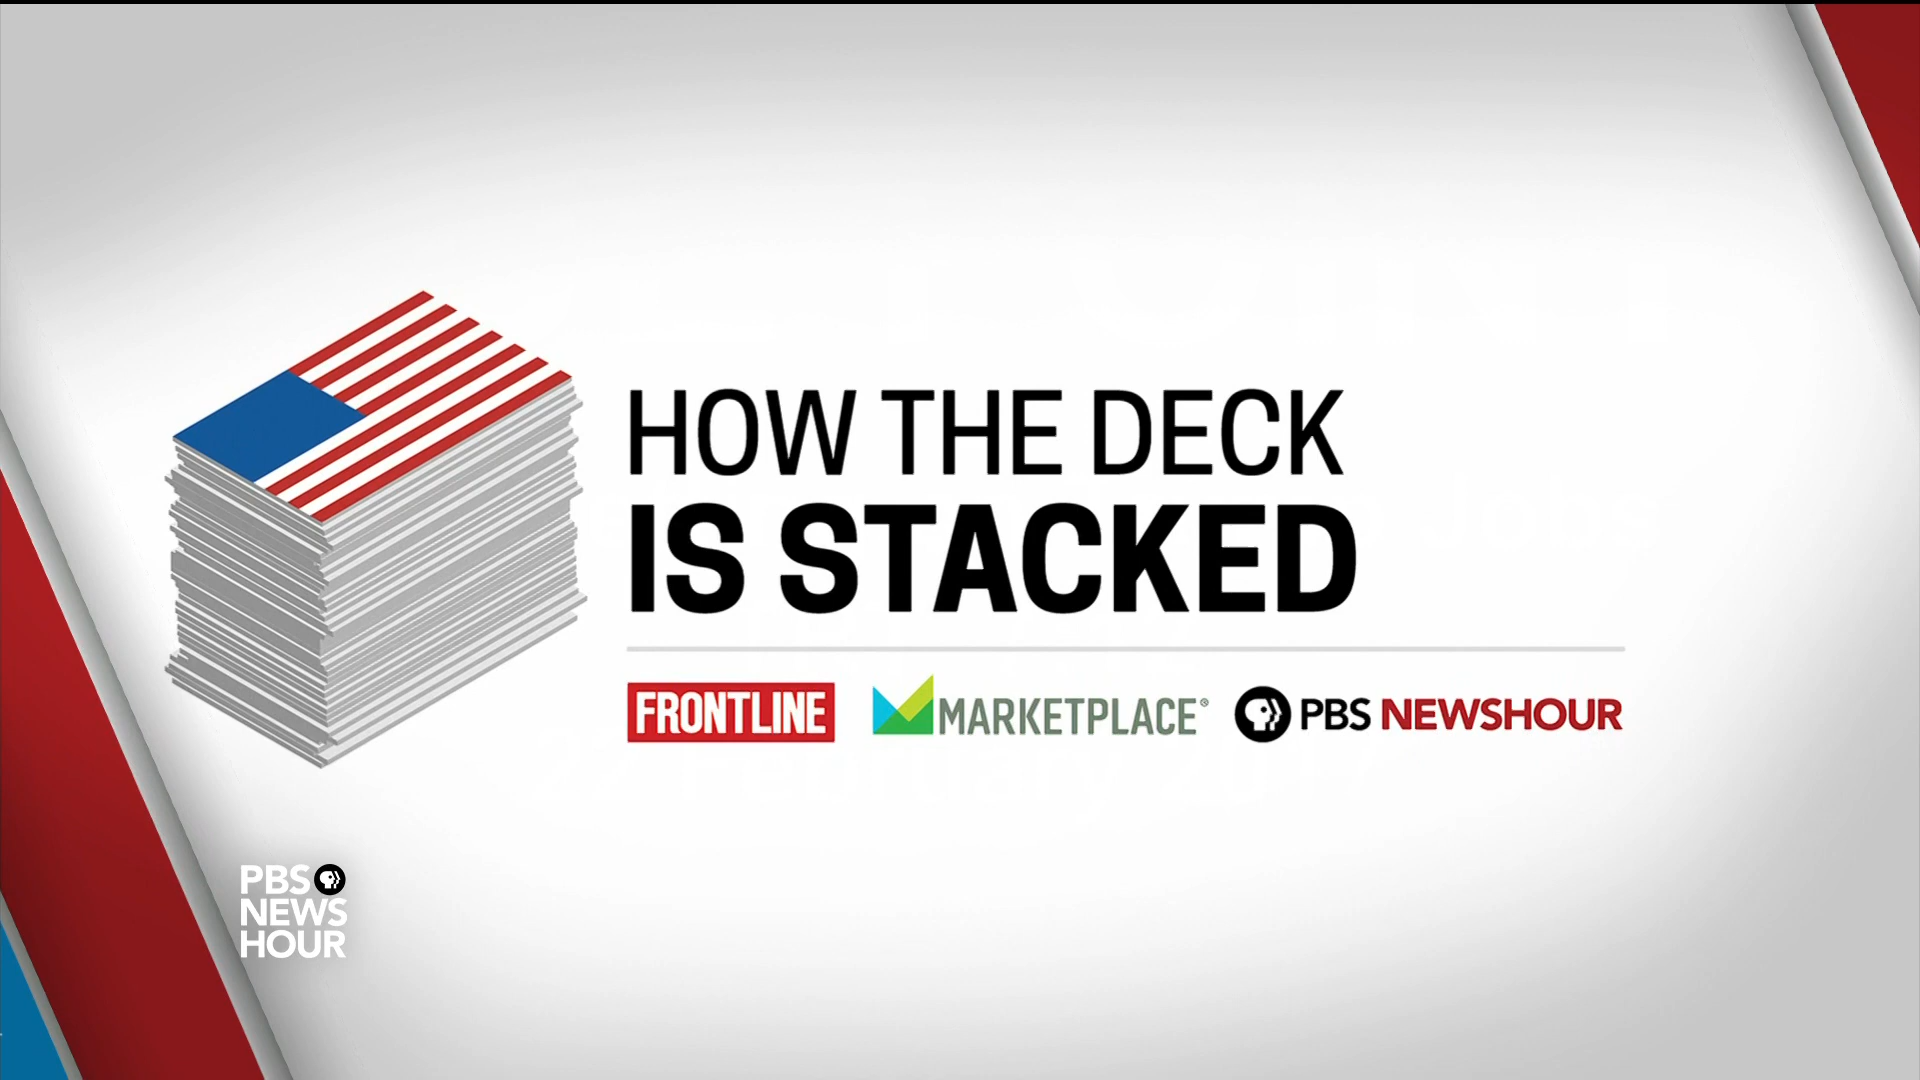 HOW THE DECK
IS STACKED
FRONTLINE
MARKETPLACE®
PBS NEWSHOUR
PBS
NEWS
HOUR